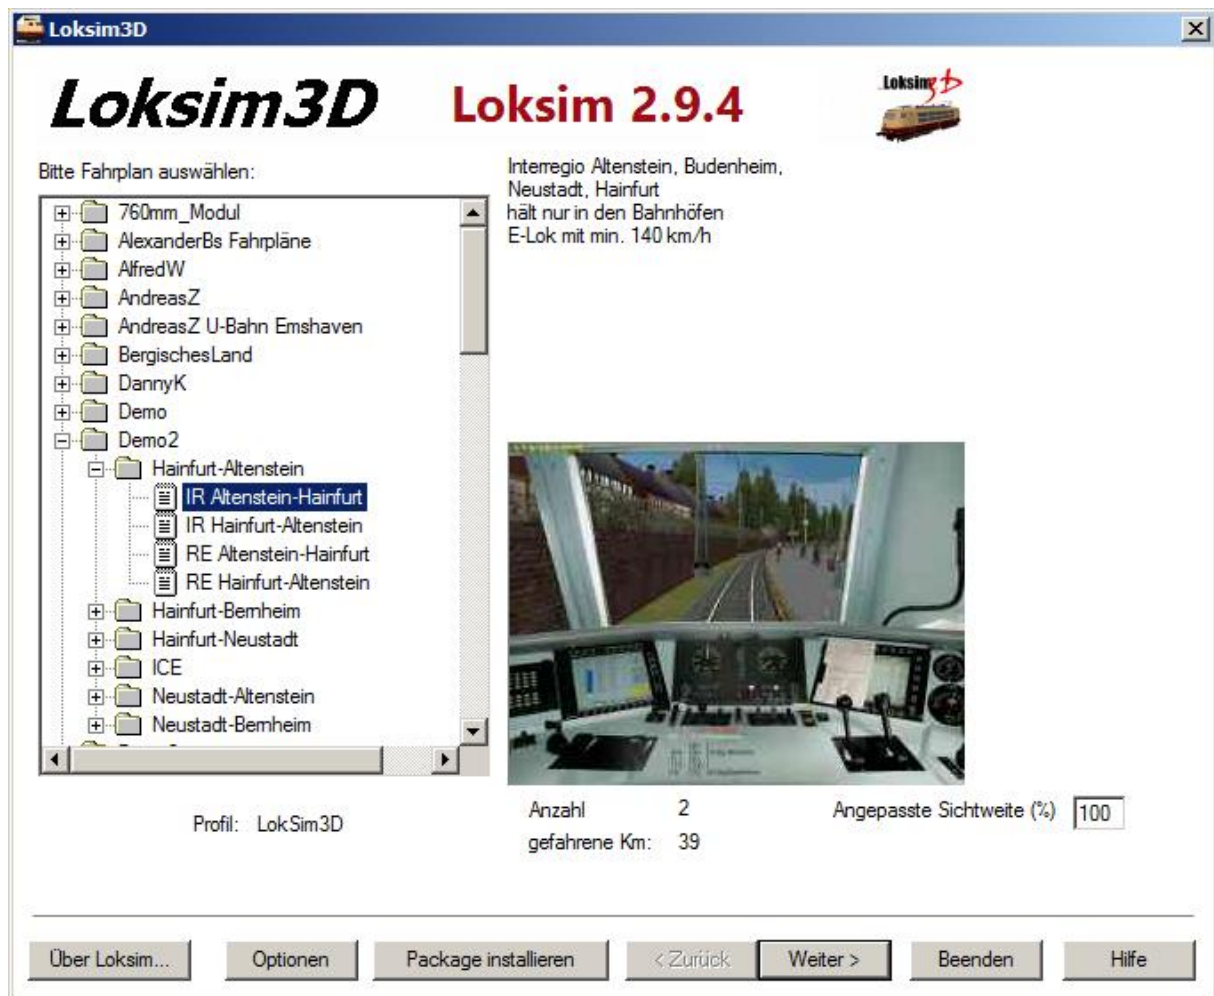 Loksim3D
Loksim3D
Loksim 2.9.4
Loksim3D
Bitte Fahrplan auswählen:
760mm_Modul
AlexanderBs Fahrpläne
AlfredW
AndreasZ
AndreasZ U-Bahn Emshaven
BergischesLand
DannyK
Demo
Demo2
Hainfurt-Altenstein
IR Altenstein-Hainfurt
IR Hainfurt-Altenstein
RE Altenstein-Hainfurt
RE Hainfurt-Altenstein
Hainfurt-Bernheim
Hainfurt-Neustadt
ICE
Neustadt-Altenstein
Neustadt-Bernheim
Interregio Altenstein, Budenheim,
Neustadt, Hainfurt
hält nur in den Bahnhöfen
E-Lok mit min. 140 km/h
Profil: LokSim3D
Anzahl 2
gefahrene Km: 39
Angepasste Sichtweite (%) 100
Über Loksim... Optionen Package installieren < Zurück Weiter > Beenden Hilfe